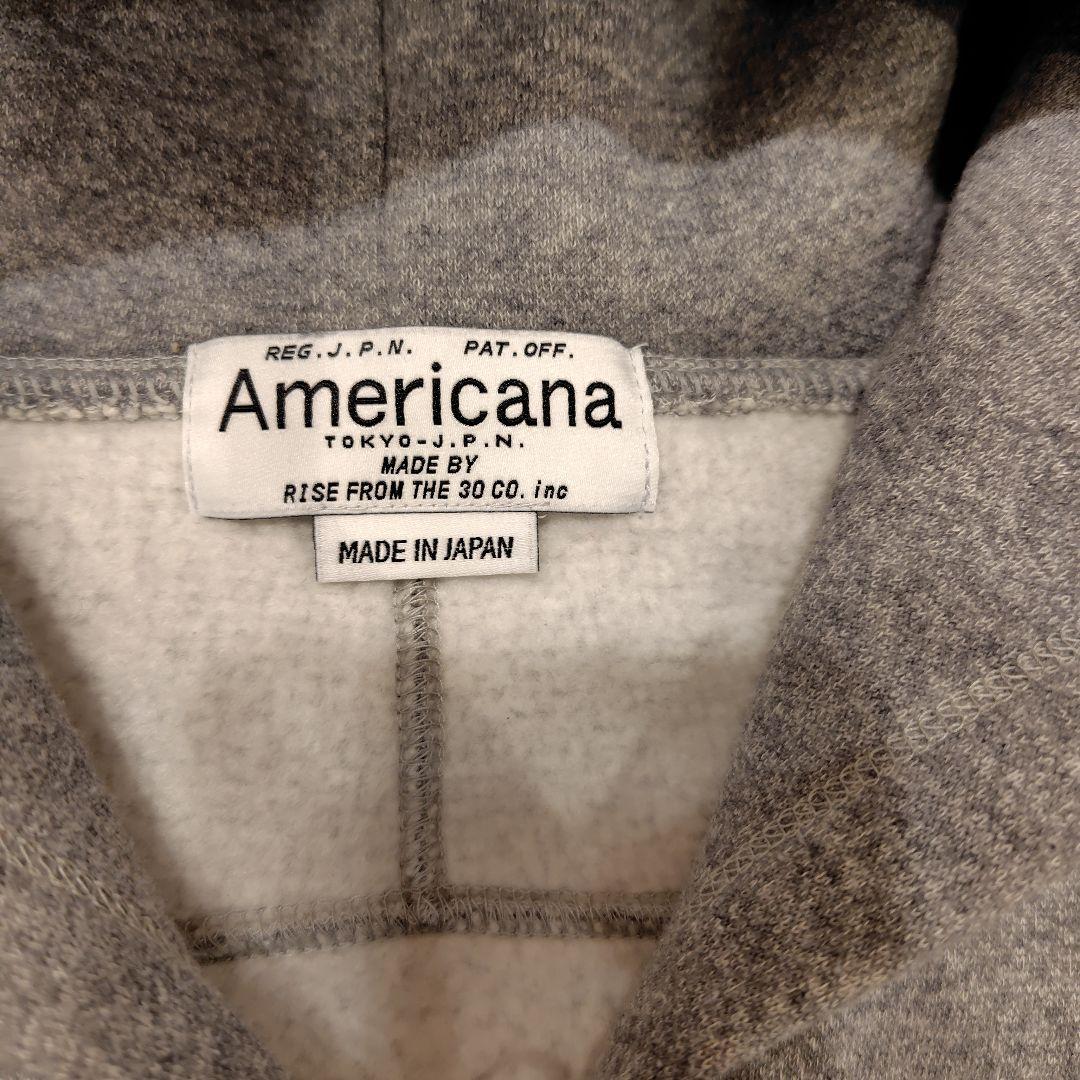 REG.J.P.N. PAT.OFF.
Americana
TOKYO-J.P.N.
MADE BY
RISE FROM THE 30 CO. inc
MADE IN JAPAN